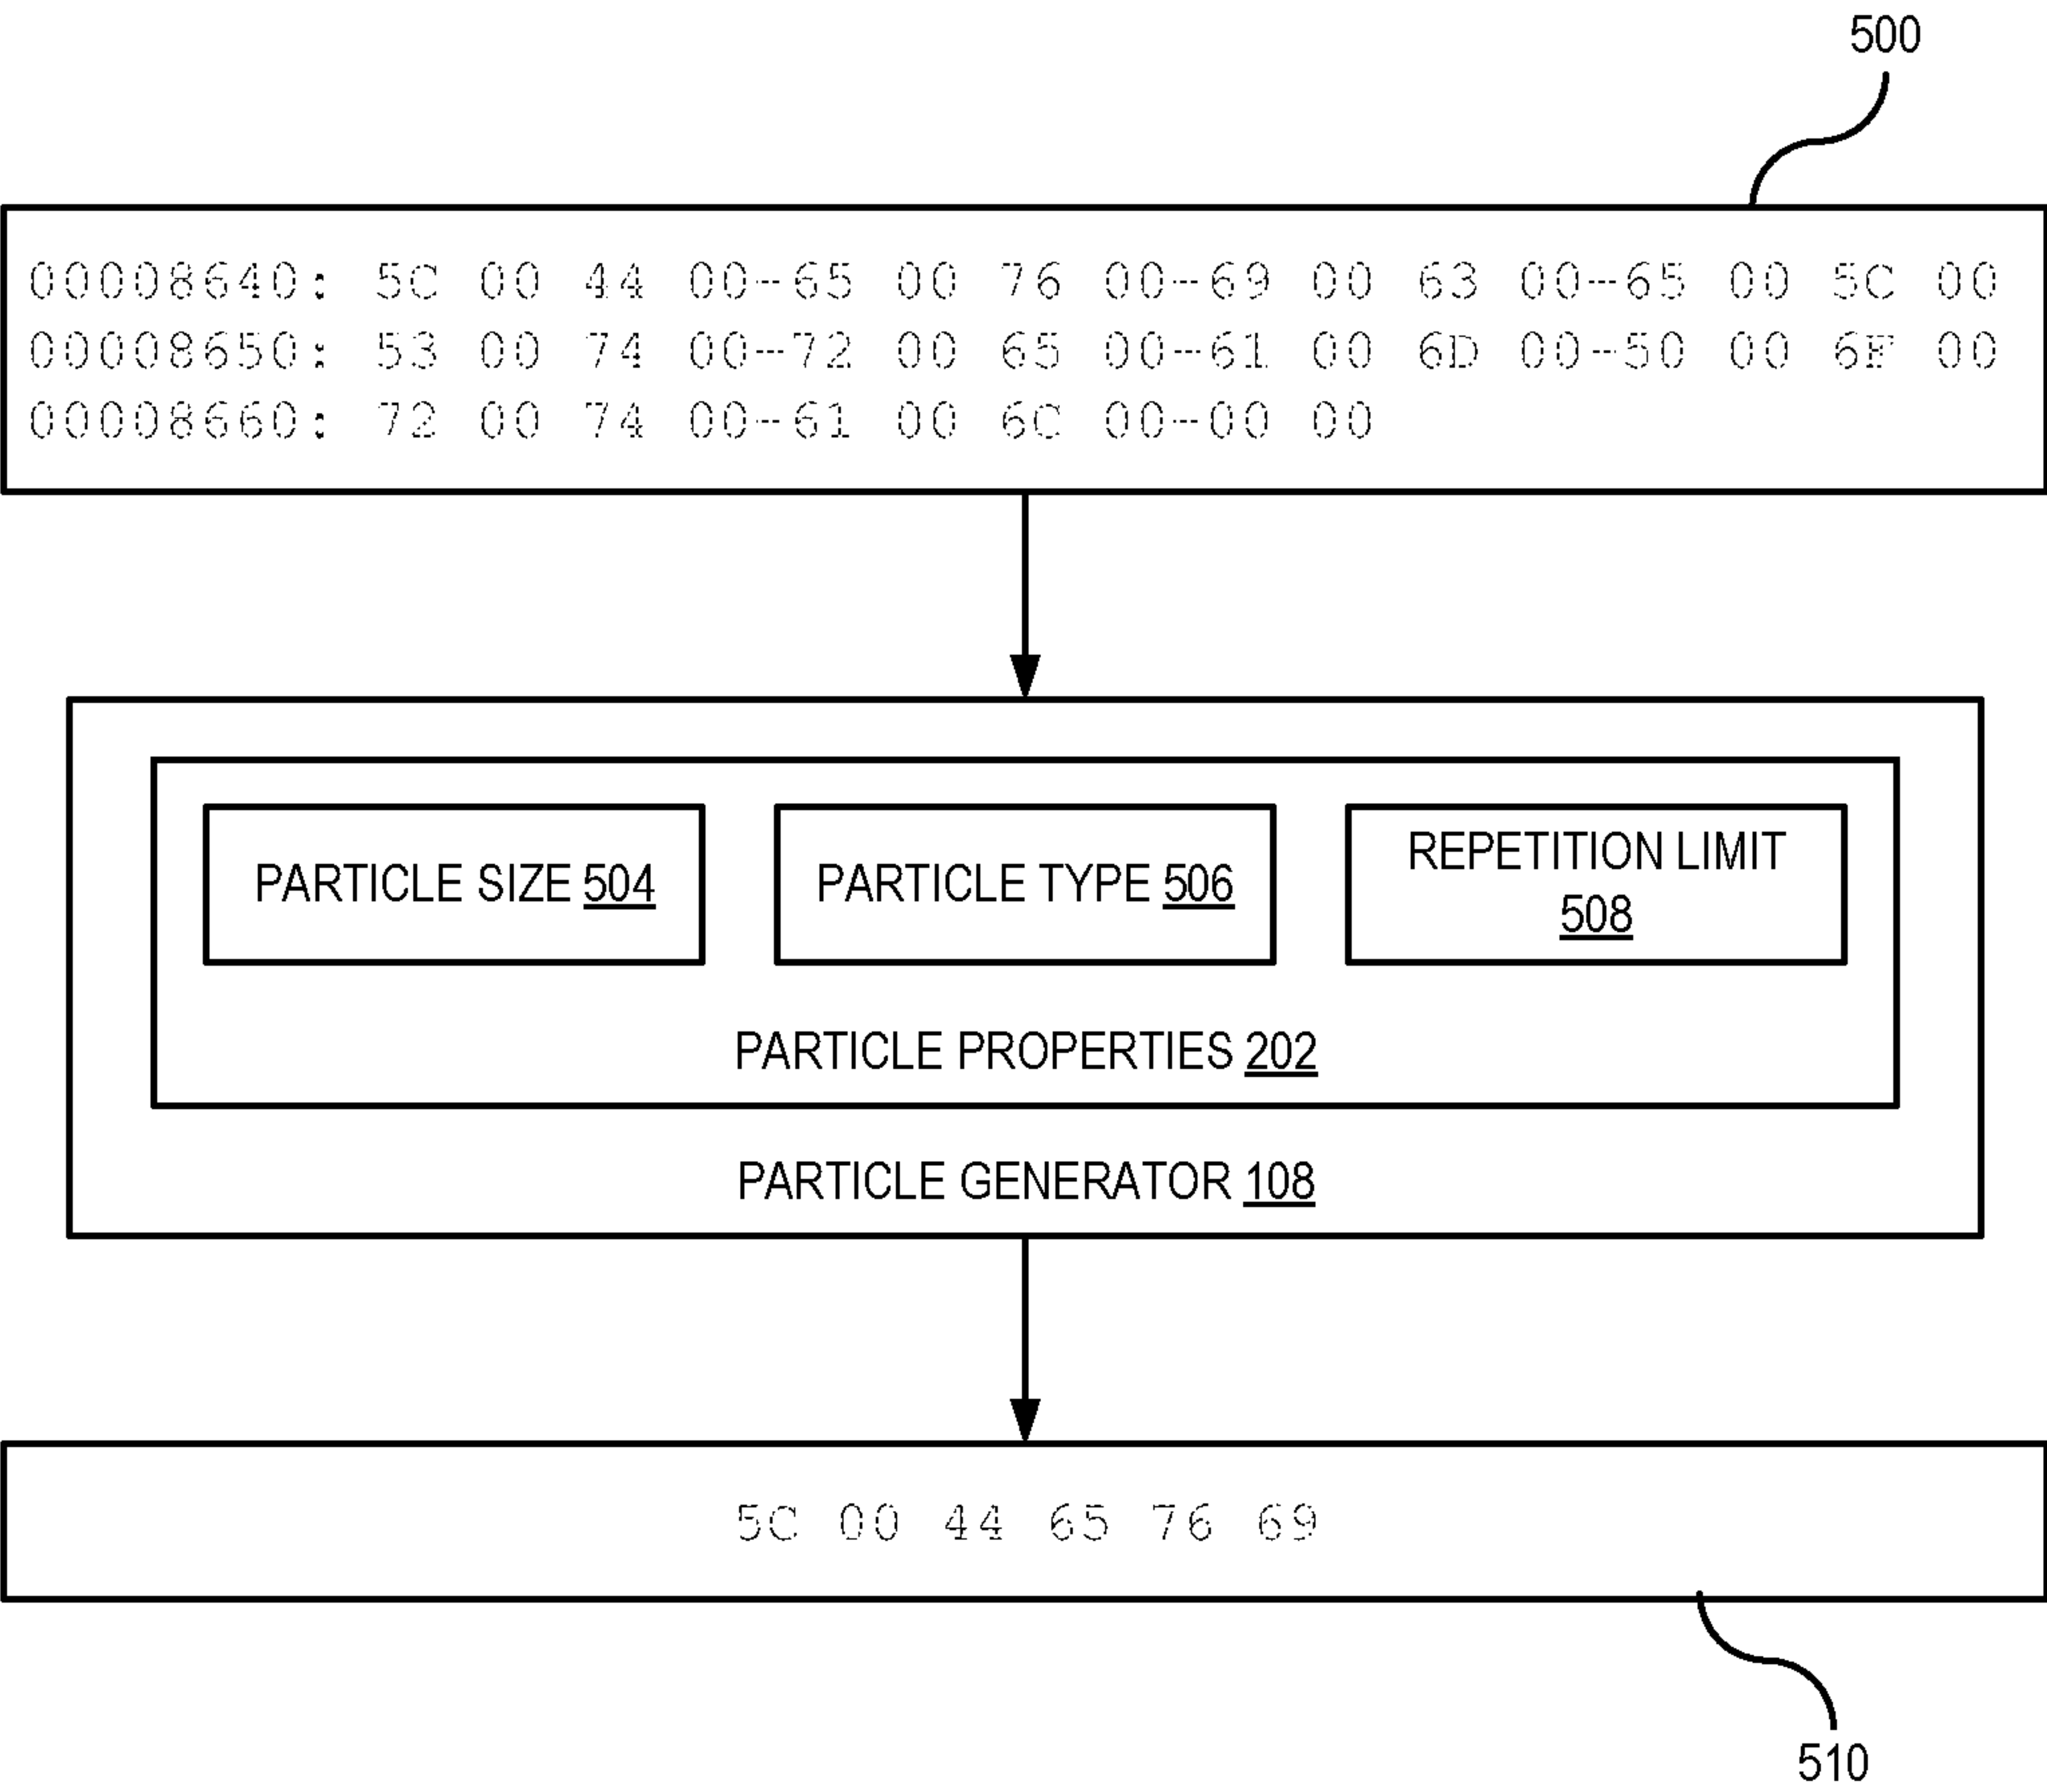 500
00008640: 5C 00 44 00-65 00 76 00-69 00 63 00-65 00 5C 00
00008650: 53 00 74 00-72 00 65 00-61 00 6D 00-50 00 6F 00
00008660: 72 00 74 00-61 00 6C 00-00 00
PARTICLE SIZE 504
PARTICLE TYPE 506
REPETITION LIMIT
508
PARTICLE PROPERTIES 202
PARTICLE GENERATOR 108
5C 00 44 65 76 69
510